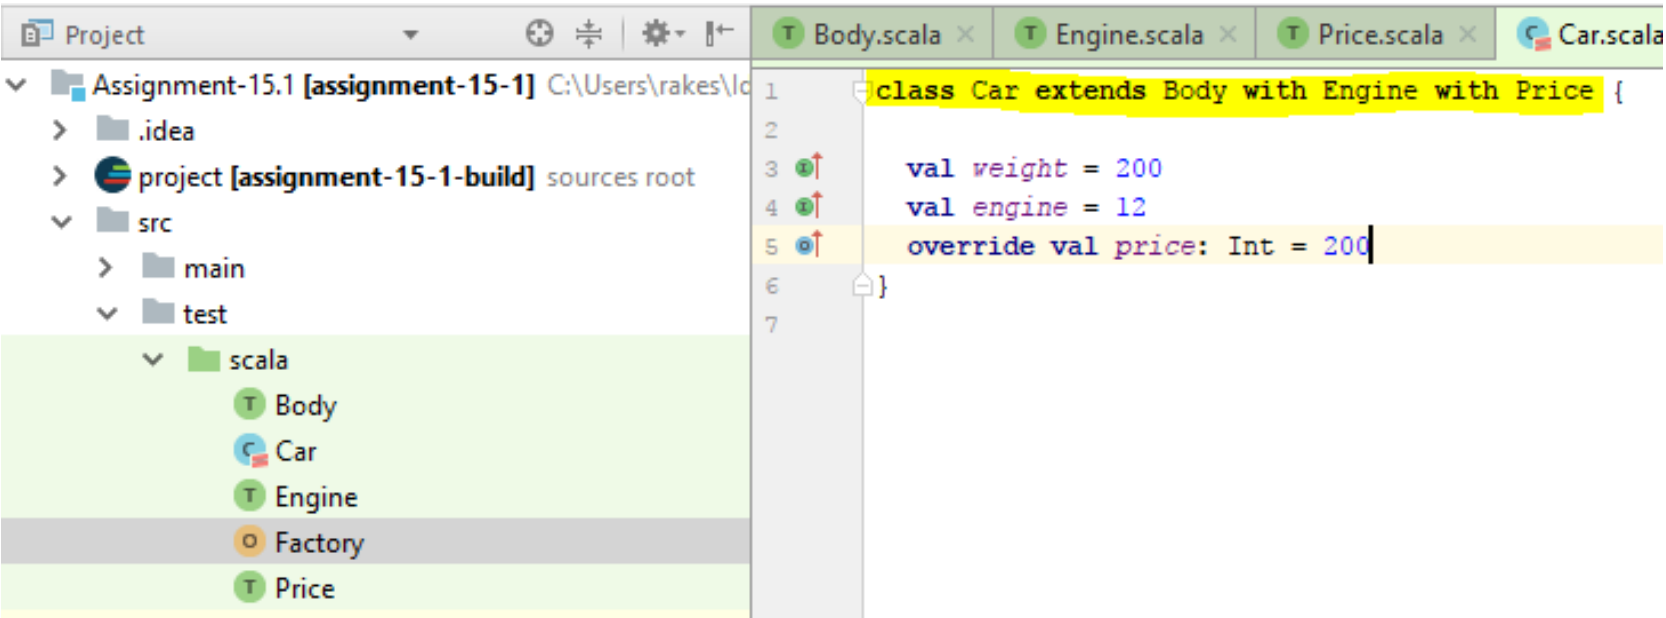 Project
Assignment-15.1 [assignment-15-1] C:\Users\rakes\Ic
.idea
project [assignment-15-1-build] sources root
src
main
test
scala
T Body
C Car
T Engine
O Factory
T Price
T Body.scala
T Engine.scala
T Price.scala
C Car.scala
1 class Car extends Body with Engine with Price {
2
3 val weight = 200
4 val engine = 12
5 override val price: Int = 200
6 }
7